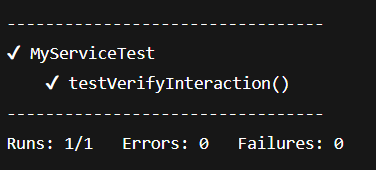 ---------------------------------
✔ MyServiceTest
    ✔ testVerifyInteraction()
---------------------------------
Runs: 1/1   Errors: 0   Failures: 0